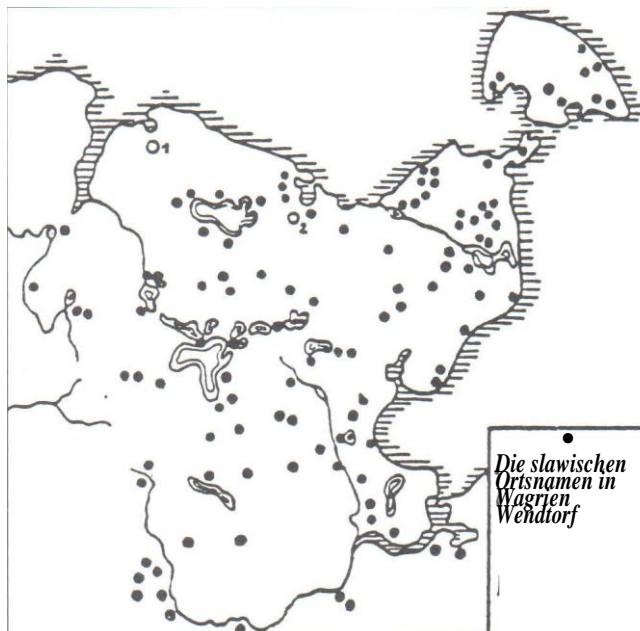 1
2
Die slawischen
Ortsnamen in
Wagrien
Wendtorf